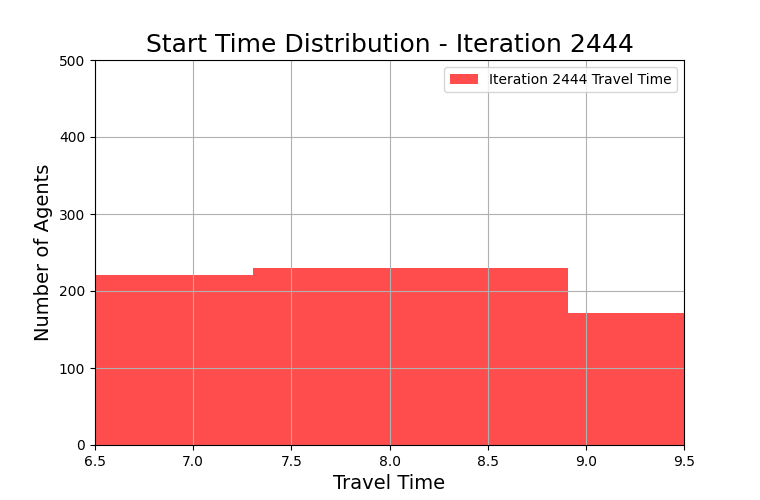 Start Time Distribution - Iteration 2444
Iteration 2444 Travel Time
Number of Agents
500
400
300
200
100
0
6.5 7.0 7.5 8.0 8.5 9.0 9.5
Travel Time